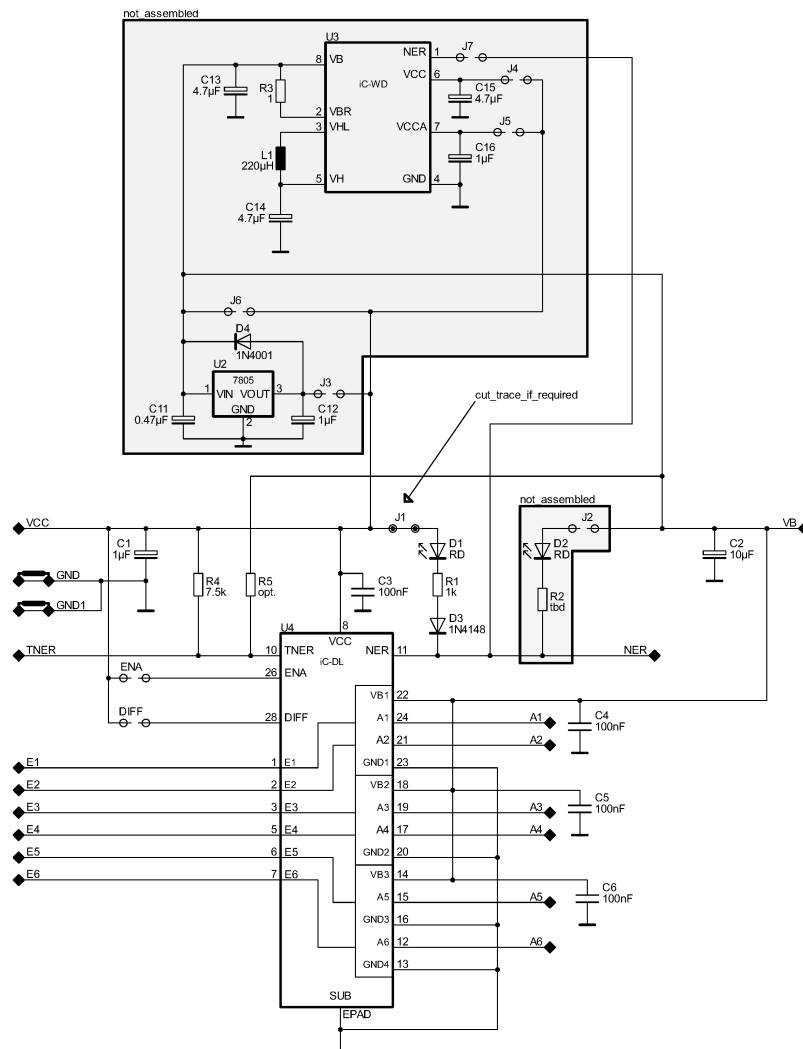 not_assembled
U3
8 VB
NER 1
J7
VCC 6
J4
C13
4.7µF
R3
1
iC-WD
C15
4.7µF
2 VBR
3 VHL
VCCA 7
J5
L1
220µH
C16
1µF
5 VH
GND 4
C14
4.7µF
J6
D4
1N4001
U2
7805
1 VIN VOUT 3
J3
GND
2
C11
0.47µF
C12
1µF
cut_trace_if_required
not_assembled
VCC
J1
J2
VB
C1
1µF
D1
RD
D2
RD
C2
10µF
GND
R4
7.5k
R5
opt.
C3
100nF
R1
1k
R2
tbd
GND1
D3
1N4148
U4
8
VCC
TNER
10 TNER
iC-DL
NER 11
NER
ENA
26 ENA
VB1 22
DIFF
28 DIFF
A1 24
A1
C4
100nF
A2 21
A2
E1
1 E1
GND1 23
E2
2 E2
VB2 18
E3
3 E3
A3 19
A3
C5
100nF
E4
5 E4
A4 17
A4
E5
6 E5
GND2 20
E6
7 E6
VB3 14
A5 15
A5
C6
100nF
GND3 16
A6 12
A6
GND4 13
SUB
EPAD